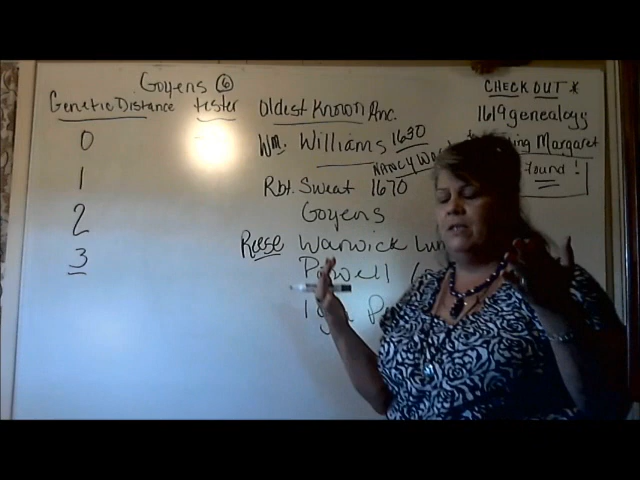 Goyens 6
Genetic Distance tester Oldest Known Anc.
CHECK OUT *
1619genealogy
Margaret
found!
0 Wm. Williams 1630
NANCY
1 Rbt. Sweat 1670
2 Goyens
3 Reese Warwick
Powell